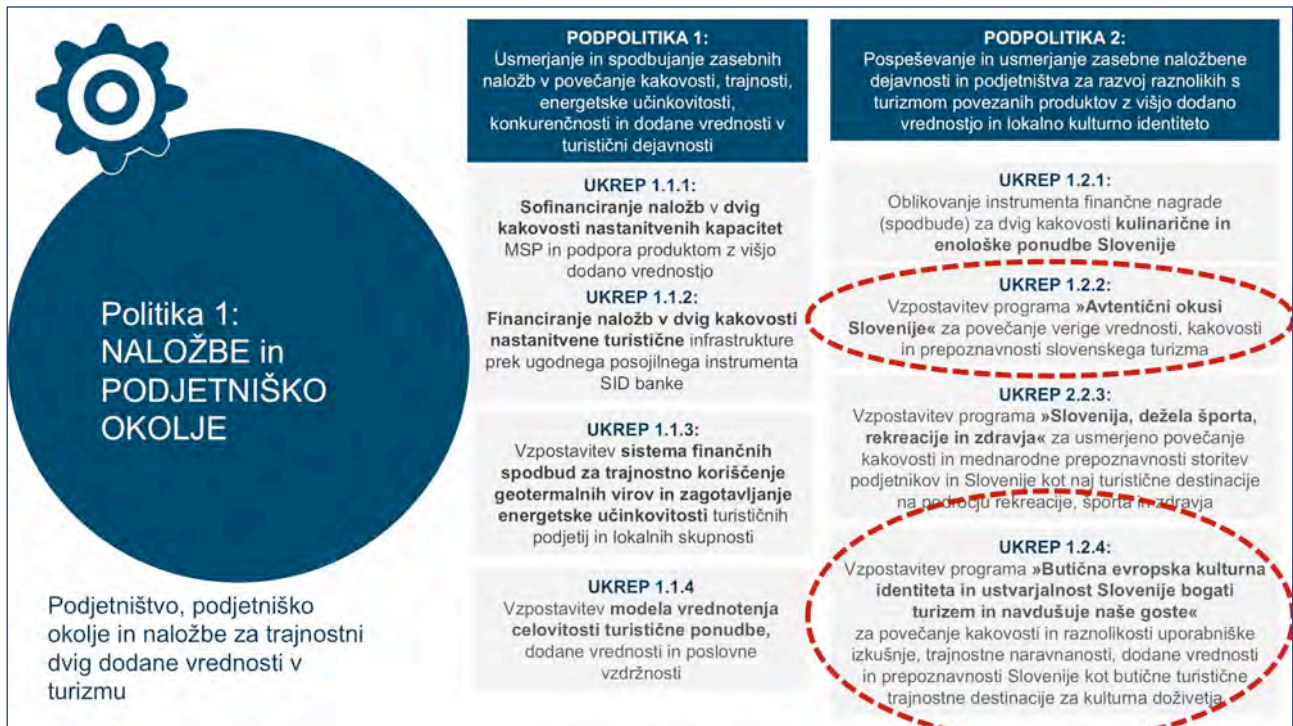 Politika 1:
NALOŽBE in
PODJETNIŠKO
OKOLJE
Podjetništvo, podjetniško
okolje in naložbe za trajnostni
dvig dodane vrednosti v
turizmu
PODPOLITIKA 1:
Usmerjanje in spodbujanje zasebnih
naložb v povečanje kakovosti, trajnosti,
energetske učinkovitosti,
konkurenčnosti in dodane vrednosti v
turistični dejavnosti
UKREP 1.1.1:
Sofinanciranje naložb v dvig
kakovosti nastanitvenih kapacitet
MSP in podpora produktom z višjo
dodano vrednostjo
UKREP 1.1.2:
Financiranje naložb v dvig kakovosti
nastanitvene turistične infrastrukture
prek ugodnega posojilnega instrumenta
SID banke
UKREP 1.1.3:
Vzpostavitev sistema finančnih
spodbud za trajnostno koriščenje
geotermalnih virov in zagotavljanje
energetske učinkovitosti turističnih
podjetij in lokalnih skupnosti
UKREP 1.1.4
Vzpostavitev modela vrednotenja
celovitosti turistične ponudbe,
dodane vrednosti in poslovne
vzdržnosti
PODPOLITIKA 2:
Pospeševanje in usmerjanje zasebne naložbene
dejavnosti in podjetništva za razvoj raznolikih s
turizmom povezanih produktov z višjo dodano
vrednostjo in lokalno kulturno identiteto
UKREP 1.2.1:
Oblikovanje instrumenta finančne nagrade
(spodbude) za dvig kakovosti kulinarične in
enološke ponudbe Slovenije
UKREP 1.2.2:
Vzpostavitev programa »Avtentični okusi
Slovenije« za povečanje verige vrednosti, kakovosti
in prepoznavnosti slovenskega turizma
UKREP 2.2.3:
Vzpostavitev programa »Slovenija, dežela športa,
rekreacije in zdravja« za usmerjeno povečanje
kakovosti in mednarodne prepoznavnosti storitev
podjetnikov in Slovenije kot naj turistične destinacije
na področju rekreacije, športa in zdravja
UKREP 1.2.4:
Vzpostavitev programa »Butična evropska kulturna
identiteta in ustvarjalnost Slovenije bogati
turizem in navdušuje naše goste«
za povečanje kakovosti in raznolikosti uporabniške
izkušnje, trajnostne naravnanosti, dodane vrednosti
in prepoznavnosti Slovenije kot butične turistične
trajnostne destinacije za kulturna doživetja